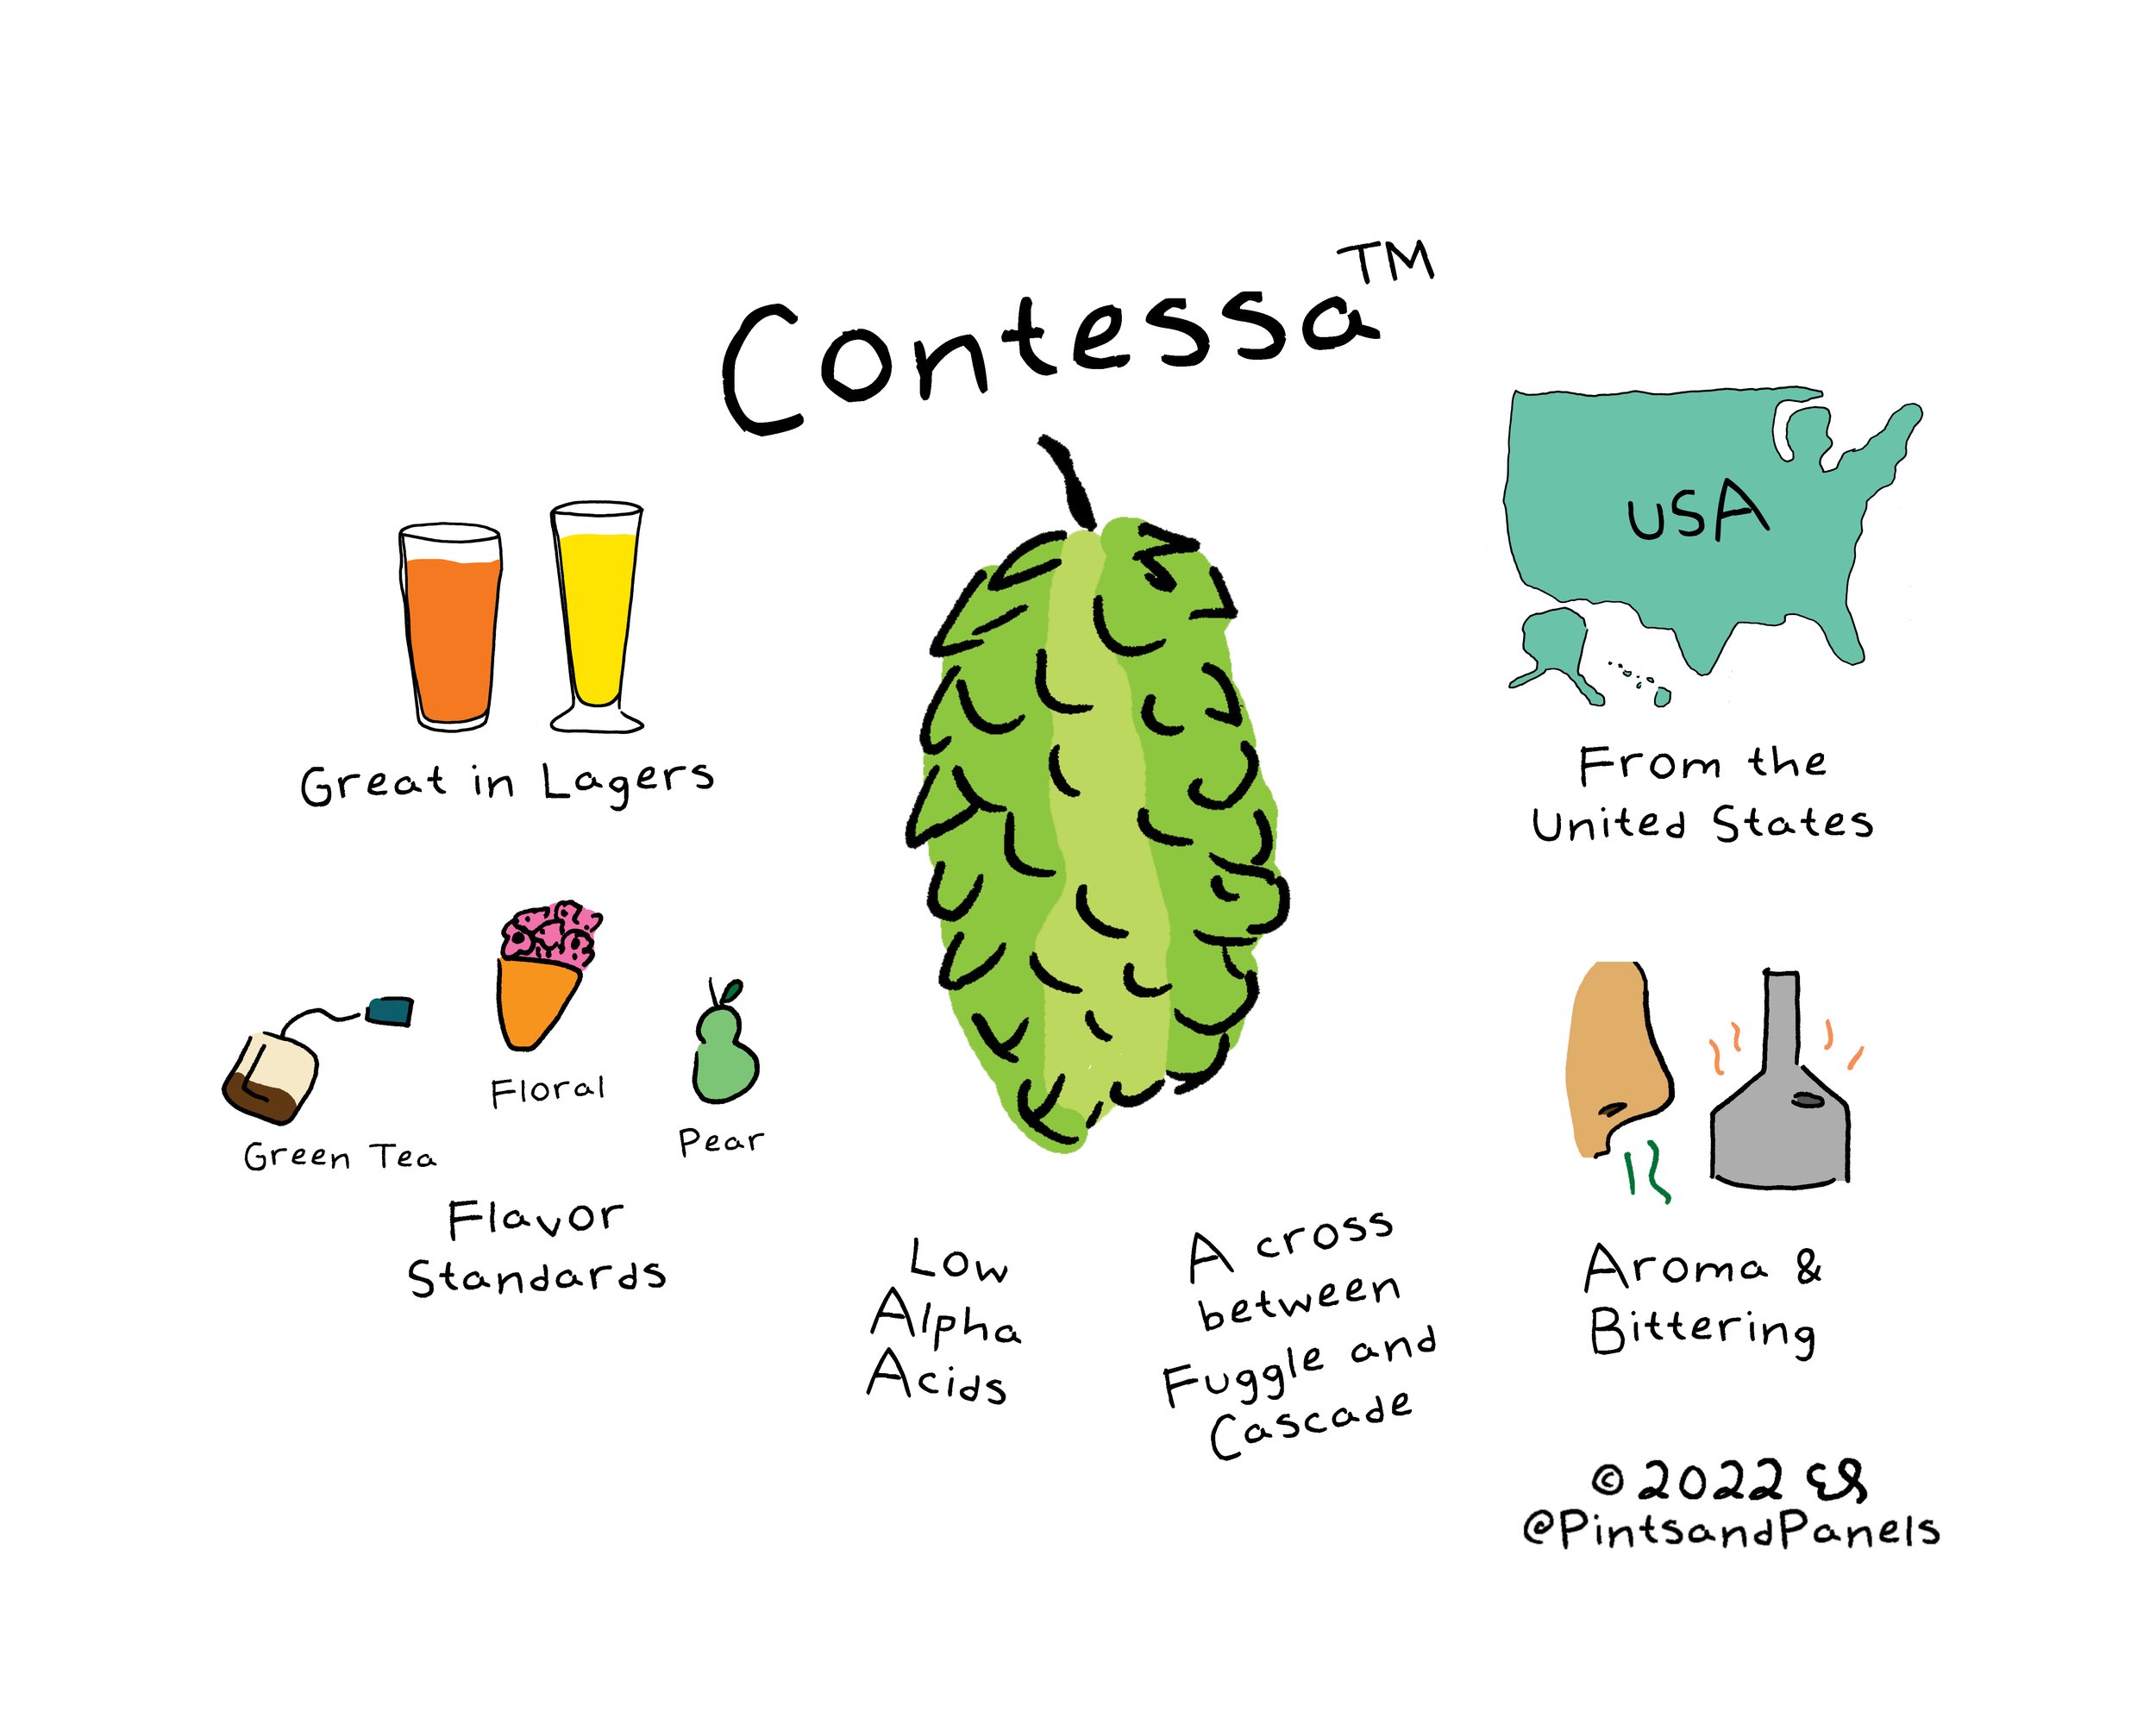 Contessa™
USA
Great in Lagers
From the
United States
Green Tea
Floral
Pear
Flavor
Standards
Low
Alpha
Acids
A cross
between
Fuggle and
Cascade
Aroma &
Bittering
© 2022 ES
@PintsandPanels